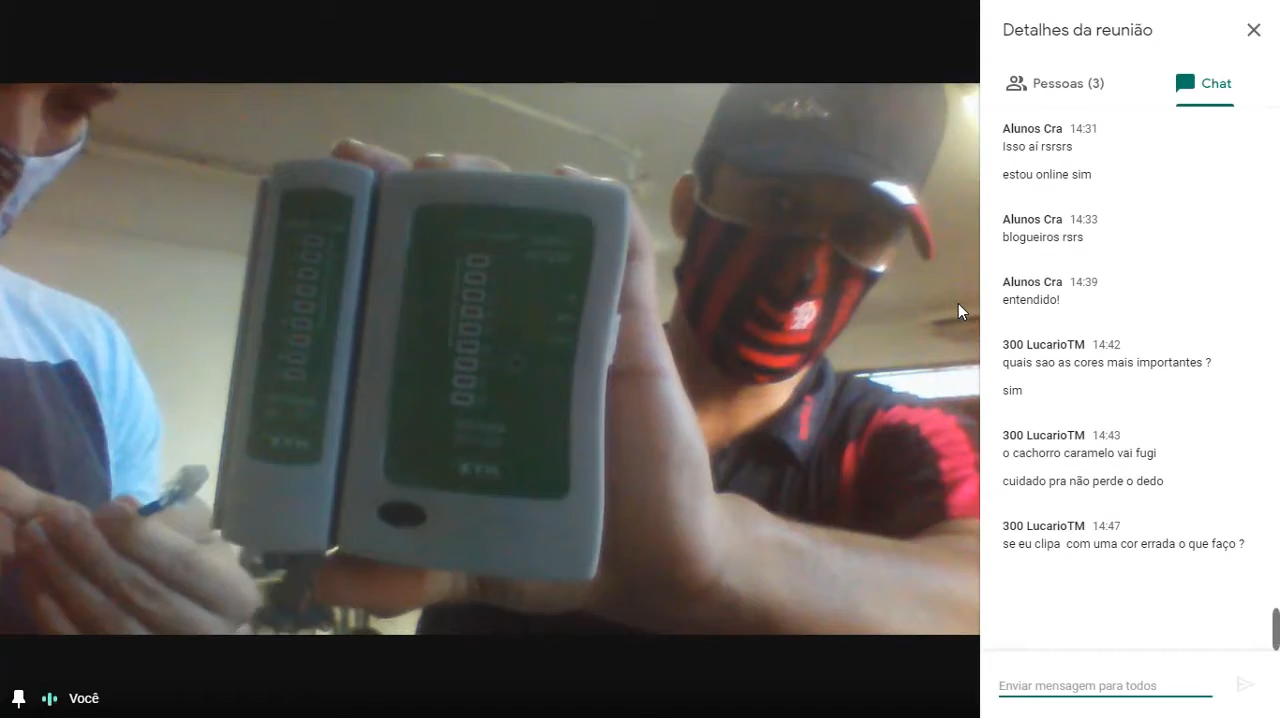 Detalhes da reunião
Pessoas (3)
Chat
Alunos Cra 14:31
Isso aí rsrsrs
estou online sim
Alunos Cra 14:33
blogueiros rsrs
Alunos Cra 14:39
entendido!
300 LucarioTM 14:42
quais sao as cores mais importantes ?
sim
300 LucarioTM 14:43
o cachorro caramelo vai fugi
cuidado pra não perde o dedo
300 LucarioTM 14:47
se eu clipa com uma cor errada o que faço ?
Enviar mensagem para todos
Você